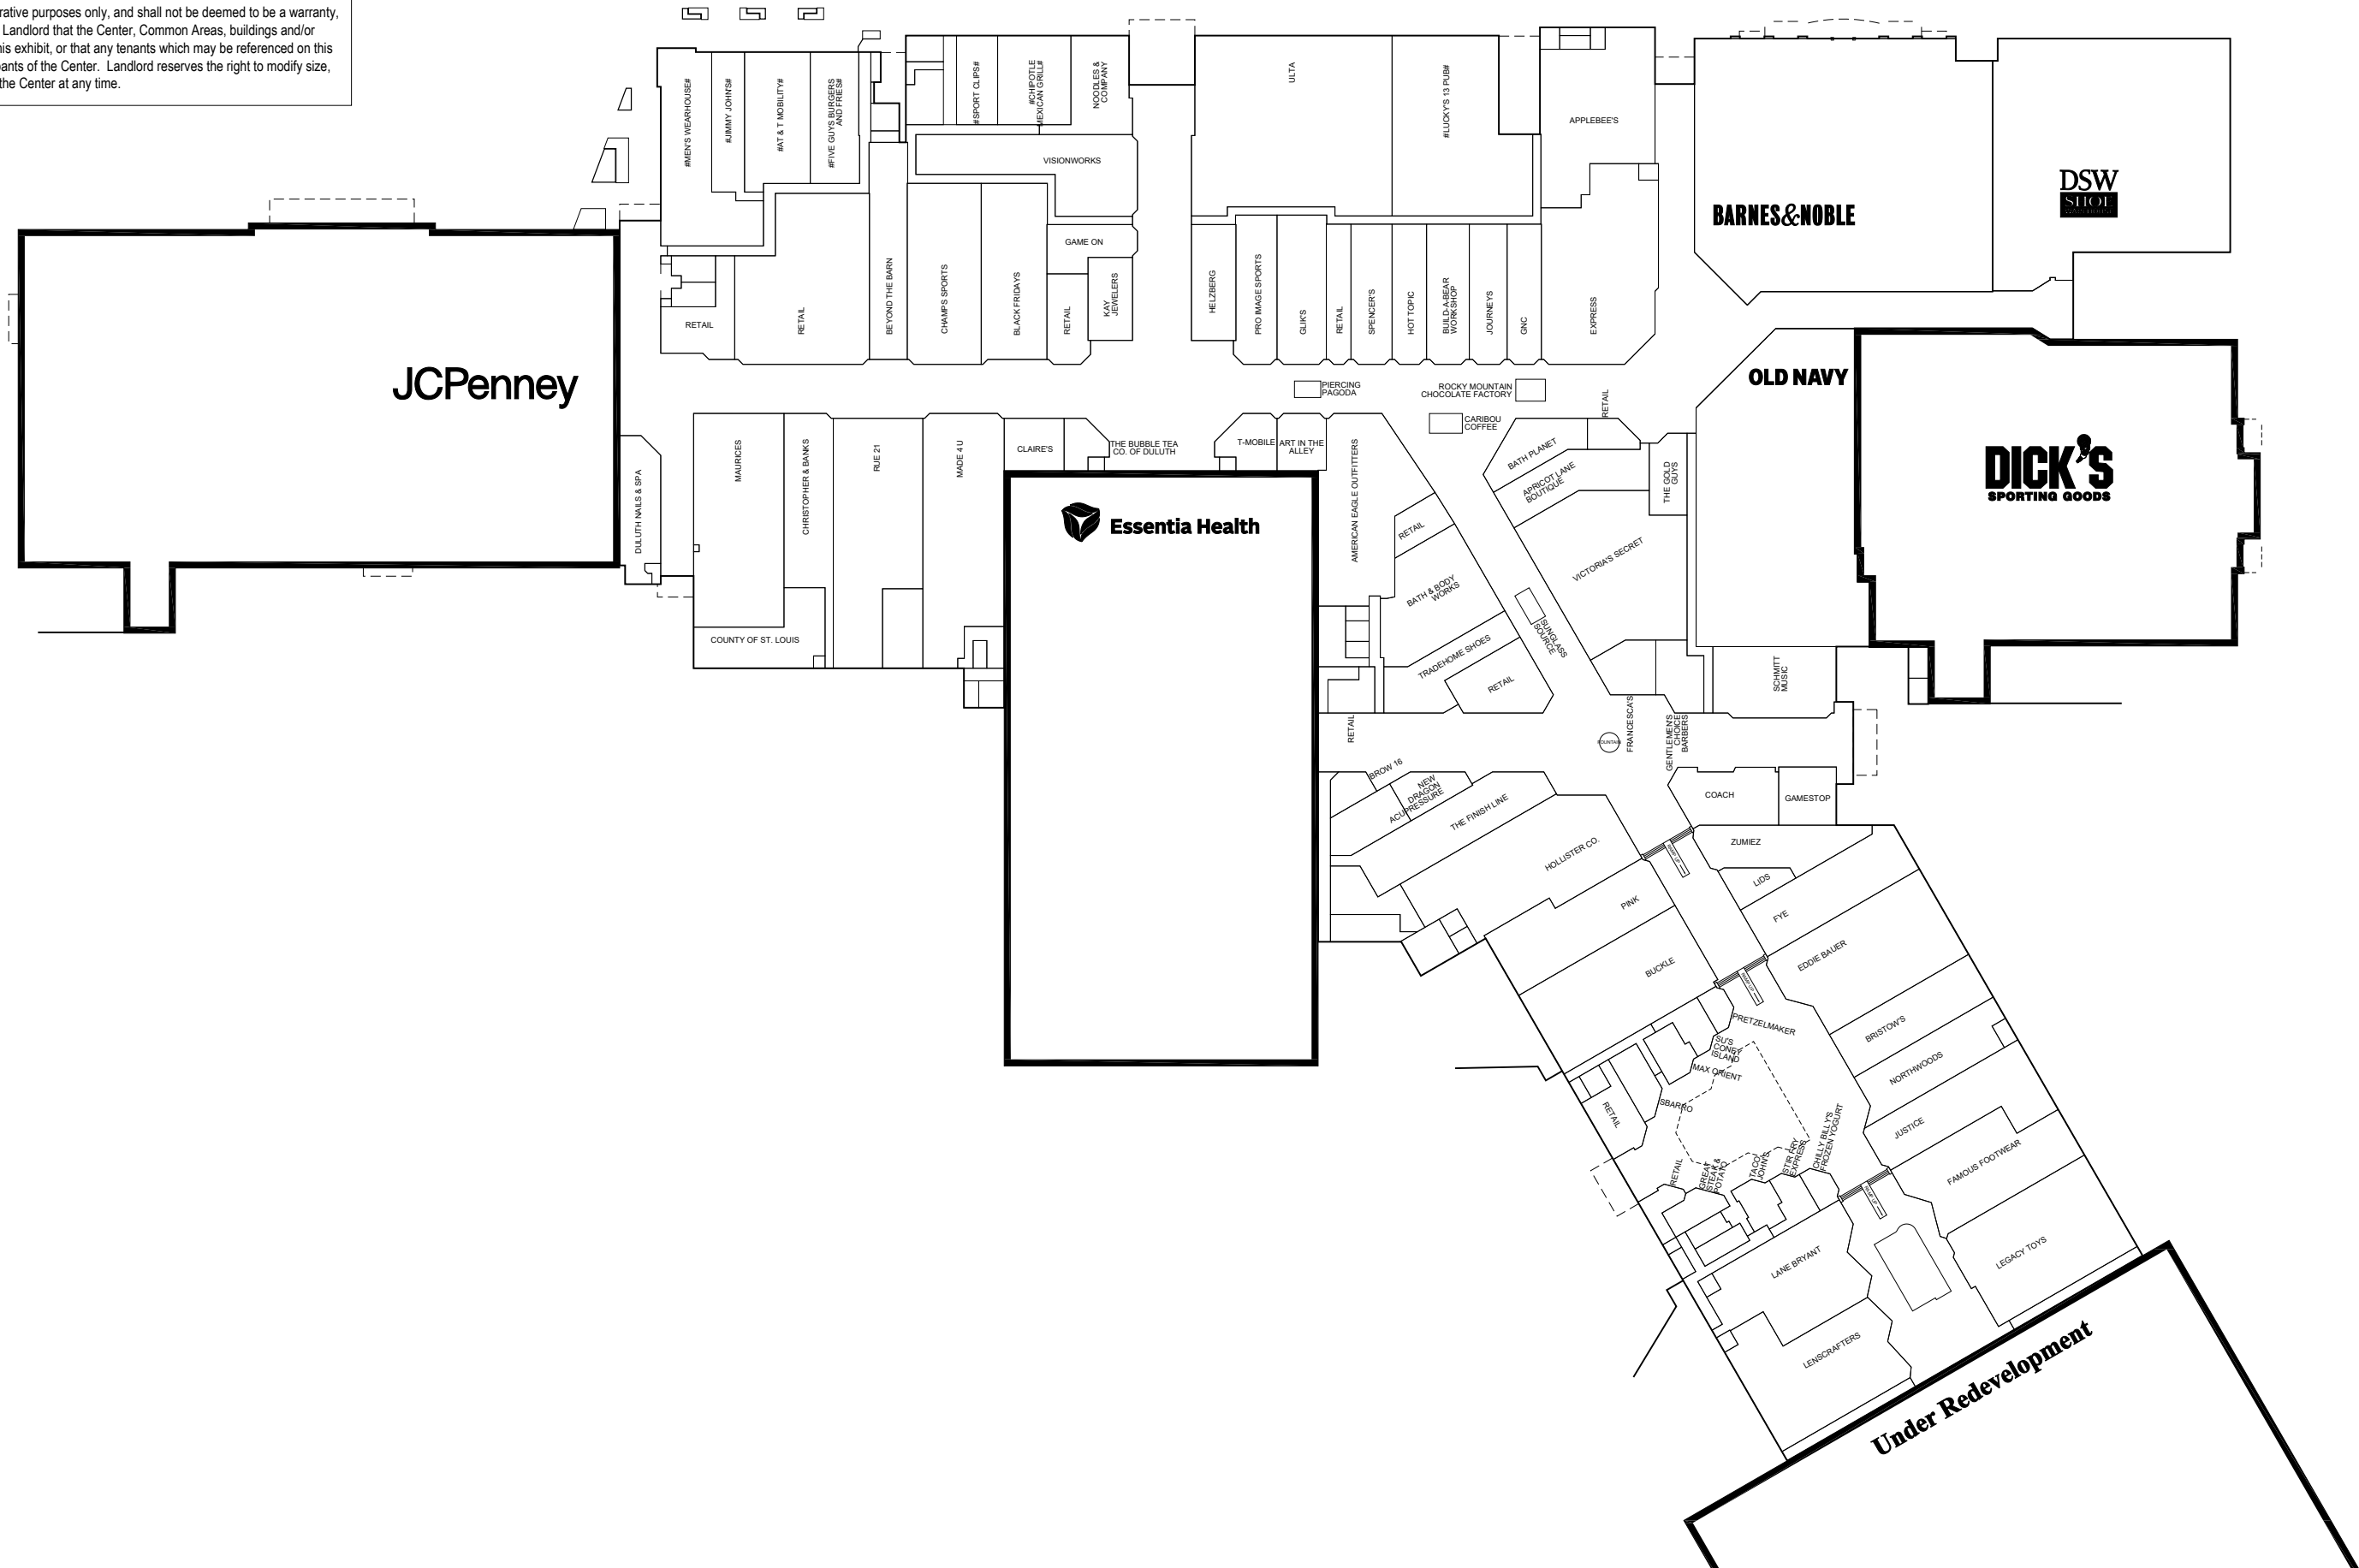 rative purposes only, and shall not be deemed to be a warranty,
Landlord that the Center, Common Areas, buildings and/or
his exhibit, or that any tenants which may be referenced on this
pants of the Center. Landlord reserves the right to modify size,
the Center at any time.
#MEN'S WEARHOUSE#
#JIMMY JOHN'S#
#AT & T MOBILITY#
#FIVE GUYS BURGERS
AND FRIES#
#SPORT CLIPS#
#CHIPOTLE
MEXICAN GRILL#
NOODLES &
COMPANY
VISIONWORKS
ULTA
#LUCKY'S 13 PUB#
APPLEBEE'S
BARNES&NOBLE
DSW
SHOE
WAREHOUSE
JCPenney
RETAIL
RETAIL
BEYOND THE BARN
CHAMPS SPORTS
BLACK FRIDAYS
GAME ON
RETAIL
KAY
JEWELERS
HELZBERG
PRO IMAGE SPORTS
GLIK'S
RETAIL
SPENCER'S
HOT TOPIC
BUILD-A-BEAR
WORKSHOP
JOURNEYS
GNC
EXPRESS
PIERCING
PAGODA
ROCKY MOUNTAIN
CHOCOLATE FACTORY
CARIBOU
COFFEE
OLD NAVY
DICK'S
SPORTING GOODS
DULUTH NAILS & SPA
MAURICES
CHRISTOPHER & BANKS
RUE 21
MADE 4 U
CLAIRE'S
THE BUBBLE TEA
CO. OF DULUTH
T-MOBILE
ART IN THE
ALLEY
AMERICAN EAGLE OUTFITTERS
COUNTY OF ST. LOUIS
Essentia Health
RETAIL
BATH PLANET
APRICOT LANE
BOUTIQUE
THE GOLD
GUYS
VICTORIA'S SECRET
RETAIL
BATH & BODY
WORKS
TRADEHOME SHOES
RETAIL
SUNGLASS
SOURCE
SCHMITT
MUSIC
FRANCESCA'S
GENTLEMEN'S
CHOICE
BARBERS
FOUNTAIN
RETAIL
BROW 16
NEW
DRAGON
ACUPRESSURE
THE FINISH LINE
HOLLISTER CO.
COACH
GAMESTOP
ZUMIEZ
LIDS
FYE
RAMP UP
PINK
BUCKLE
EDDIE BAUER
RAMP UP
BRISTOW'S
NORTHWOODS
PRETZELMAKER
SU'S
CONEY
ISLAND
MAX ORIENT
SBARRO
RETAIL
JUSTICE
FAMOUS FOOTWEAR
LEGACY TOYS
RETAIL
GREAT
STEAK &
POTATO
TACO
JOHN'S
STIR FRY
EXPRESS
CHILLY BILLY'S
FROZEN YOGURT
RAMP UP
LANE BRYANT
LENSCRAFTERS
Under Redevelopment